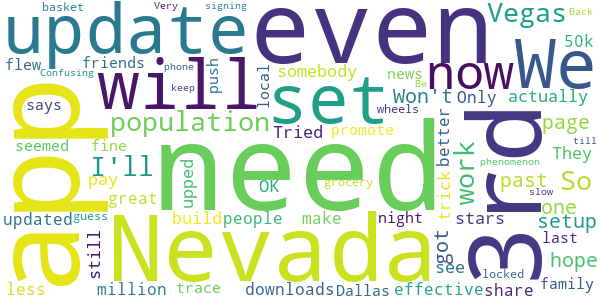 basket Very signing Back
update even Vegas
flew friends push local somebody news We 50k
Confusing phone keep Be
app says will set now Won't Only actually
population Tried promote wheels page
seemed fine I'll need 3rd better work They
pay OK grocery phenomenon till
great upped trick past So one slow
updated guess build people make night got stars setup
Nevada still see last hope
less million trace downloads Dallas effective share locked family